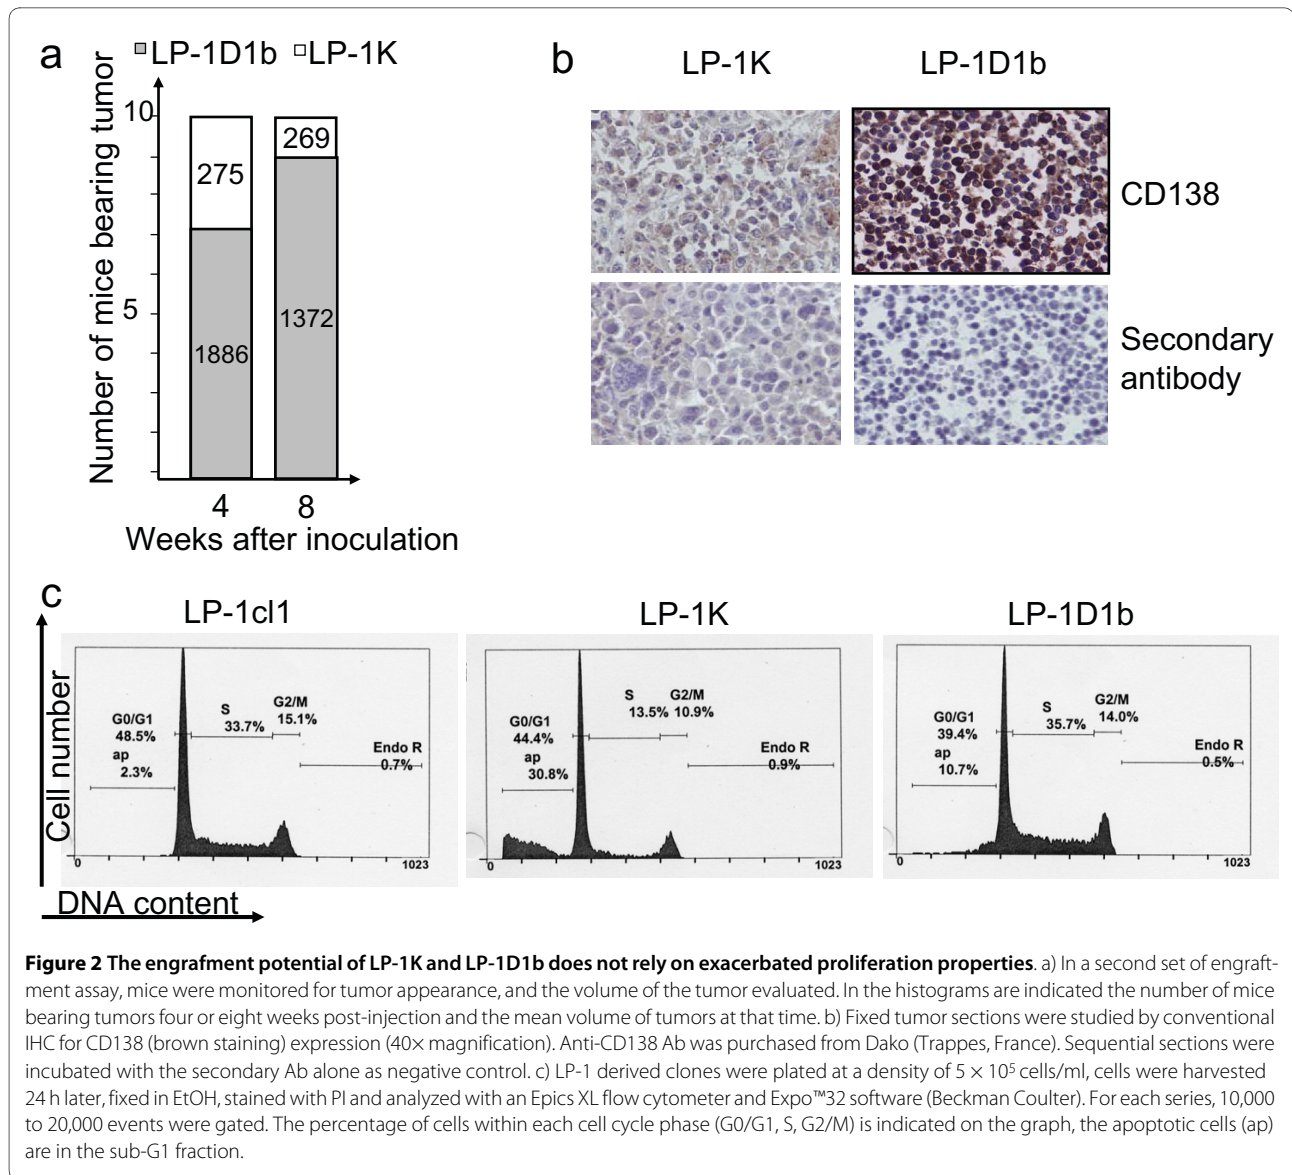 a
LP-1D1b LP-1K
Number of mice bearing tumor
10
5
275
1886
269
1372
4 8
Weeks after inoculation
b
LP-1K LP-1D1b
CD138
Secondary
antibody
c
LP-1cl1 LP-1K LP-1D1b
Cell number
G0/G1
48.5%
ap
2.3%
S
33.7%
G2/M
15.1%
Endo R
0.7%
0 1023
G0/G1
44.4%
ap
30.8%
S G2/M
13.5% 10.9%
Endo R
0.9%
0 1023
G0/G1
39.4%
ap
10.7%
S
35.7%
G2/M
14.0%
Endo R
0.5%
0 1023
DNA content
Figure 2 The engrafment potential of LP-1K and LP-1D1b does not rely on exacerbated proliferation properties. a) In a second set of engraft-
ment assay, mice were monitored for tumor appearance, and the volume of the tumor evaluated. In the histograms are indicated the number of mice
bearing tumors four or eight weeks post-injection and the mean volume of tumors at that time. b) Fixed tumor sections were studied by conventional
IHC for CD138 (brown staining) expression (40× magnification). Anti-CD138 Ab was purchased from Dako (Trappes, France). Sequential sections were
incubated with the secondary Ab alone as negative control. c) LP-1 derived clones were plated at a density of 5 × 10⁵ cells/ml, cells were harvested
24 h later, fixed in EtOH, stained with PI and analyzed with an Epics XL flow cytometer and Expo™32 software (Beckman Coulter). For each series, 10,000
to 20,000 events were gated. The percentage of cells within each cell cycle phase (G0/G1, S, G2/M) is indicated on the graph, the apoptotic cells (ap)
are in the sub-G1 fraction.